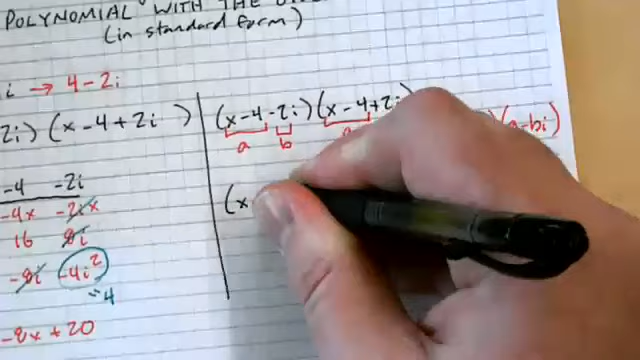 POLYNOMIAL WITH THE
(in standard form)
i → 4-2i
2i) (x-4+2i )
-4 -2i
-4x -2ix
16 8i
-8i -4i²
=4
-8x + 20
(x-4-2i)(x-4+2i
a b a
)(a-bi)
(x